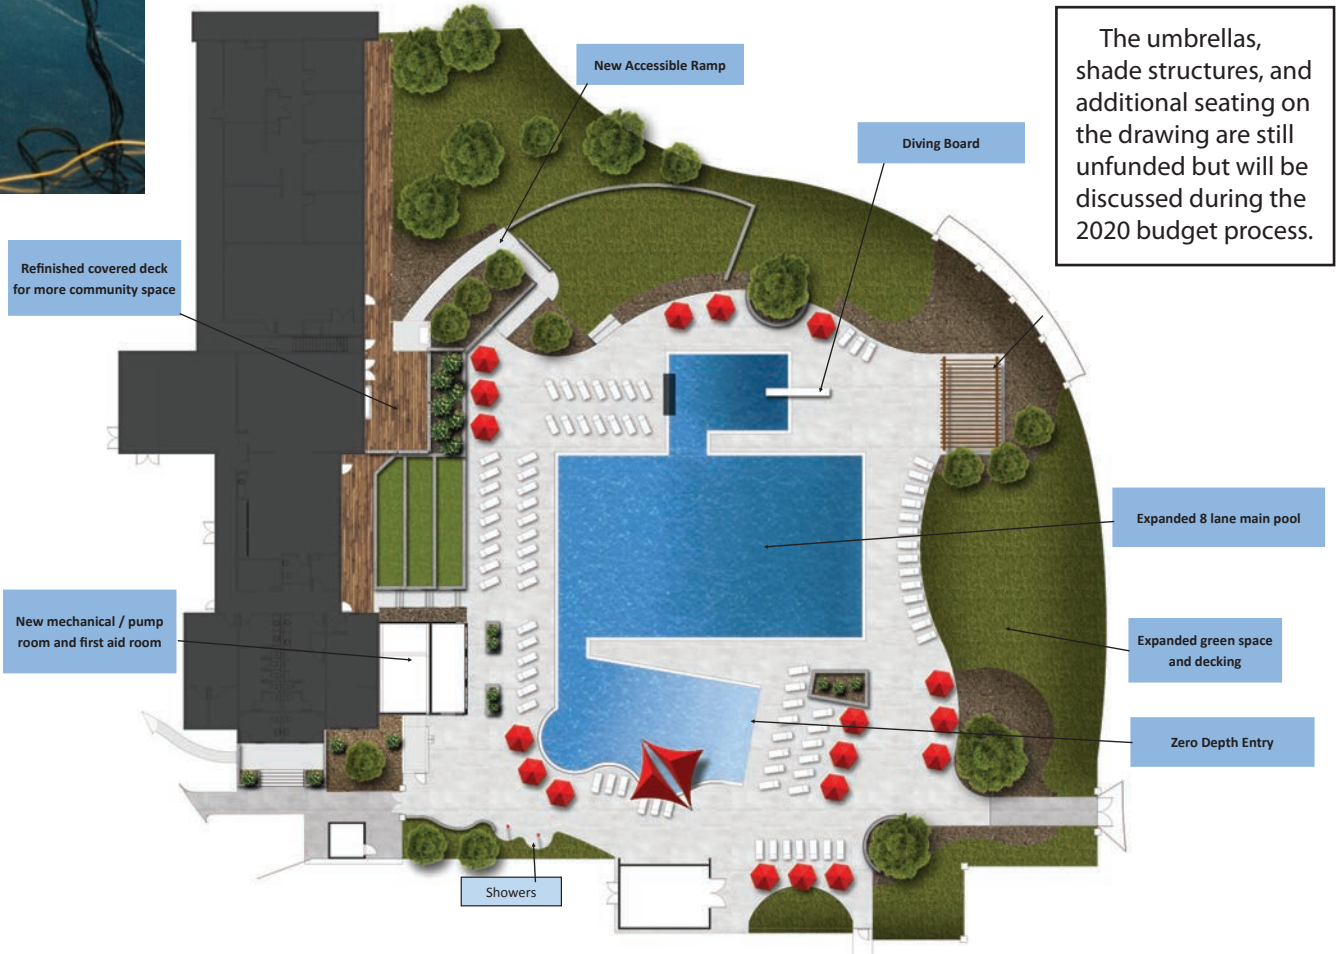 New Accessible Ramp
The umbrellas,
shade structures, and
additional seating on
the drawing are still
unfunded but will be
discussed during the
2020 budget process.
Diving Board
Refinished covered deck
for more community space
Expanded 8 lane main pool
New mechanical / pump
room and first aid room
Expanded green space
and decking
Zero Depth Entry
Showers